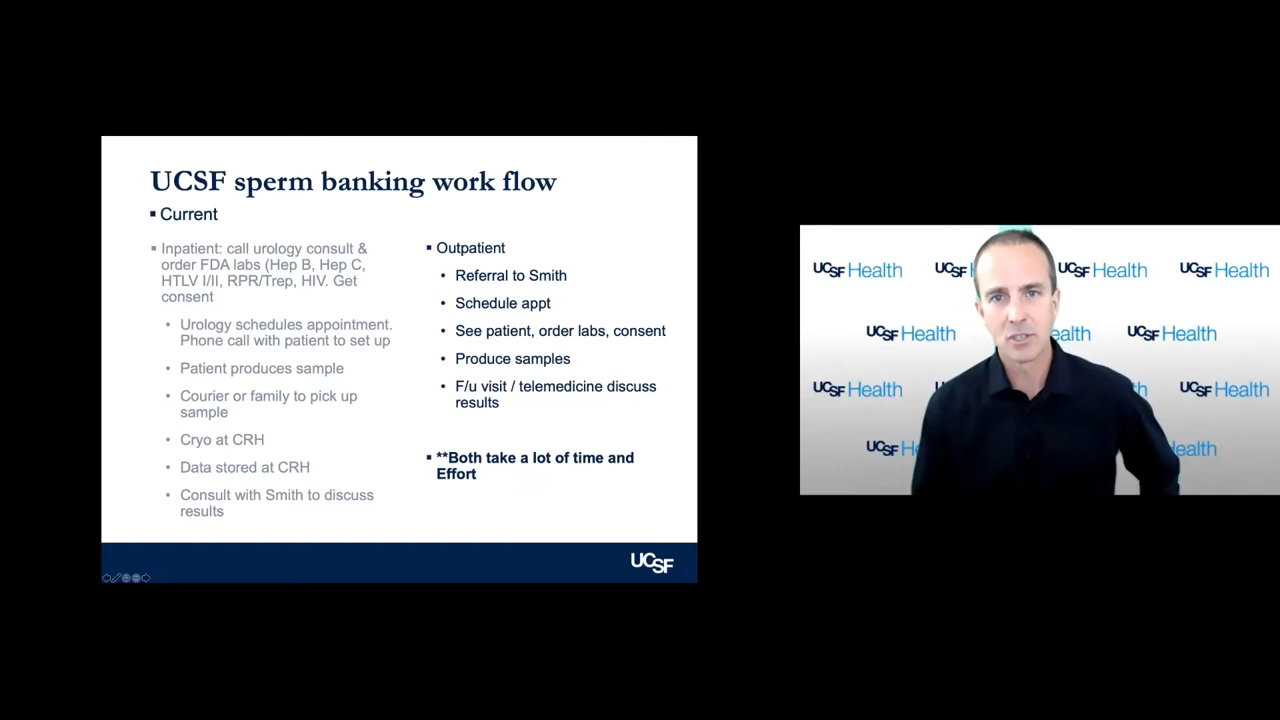 UCSF sperm banking work flow
Current
Inpatient: call urology consult &
order FDA labs (Hep B, Hep C,
HTLV I/II, RPR/Trep, HIV. Get
consent
Urology schedules appointment.
Phone call with patient to set up
Patient produces sample
Courier or family to pick up
sample
Cryo at CRH
Data stored at CRH
Consult with Smith to discuss
results
Outpatient
Referral to Smith
Schedule appt
See patient, order labs, consent
Produce samples
F/u visit / telemedicine discuss
results
**Both take a lot of time and
Effort
UCSF
UCSF Health UCSF UCSF Health UCSF Health
UCSF Health Health UCSF Health
UCSF Health UCSF Health
UCSF He ealth